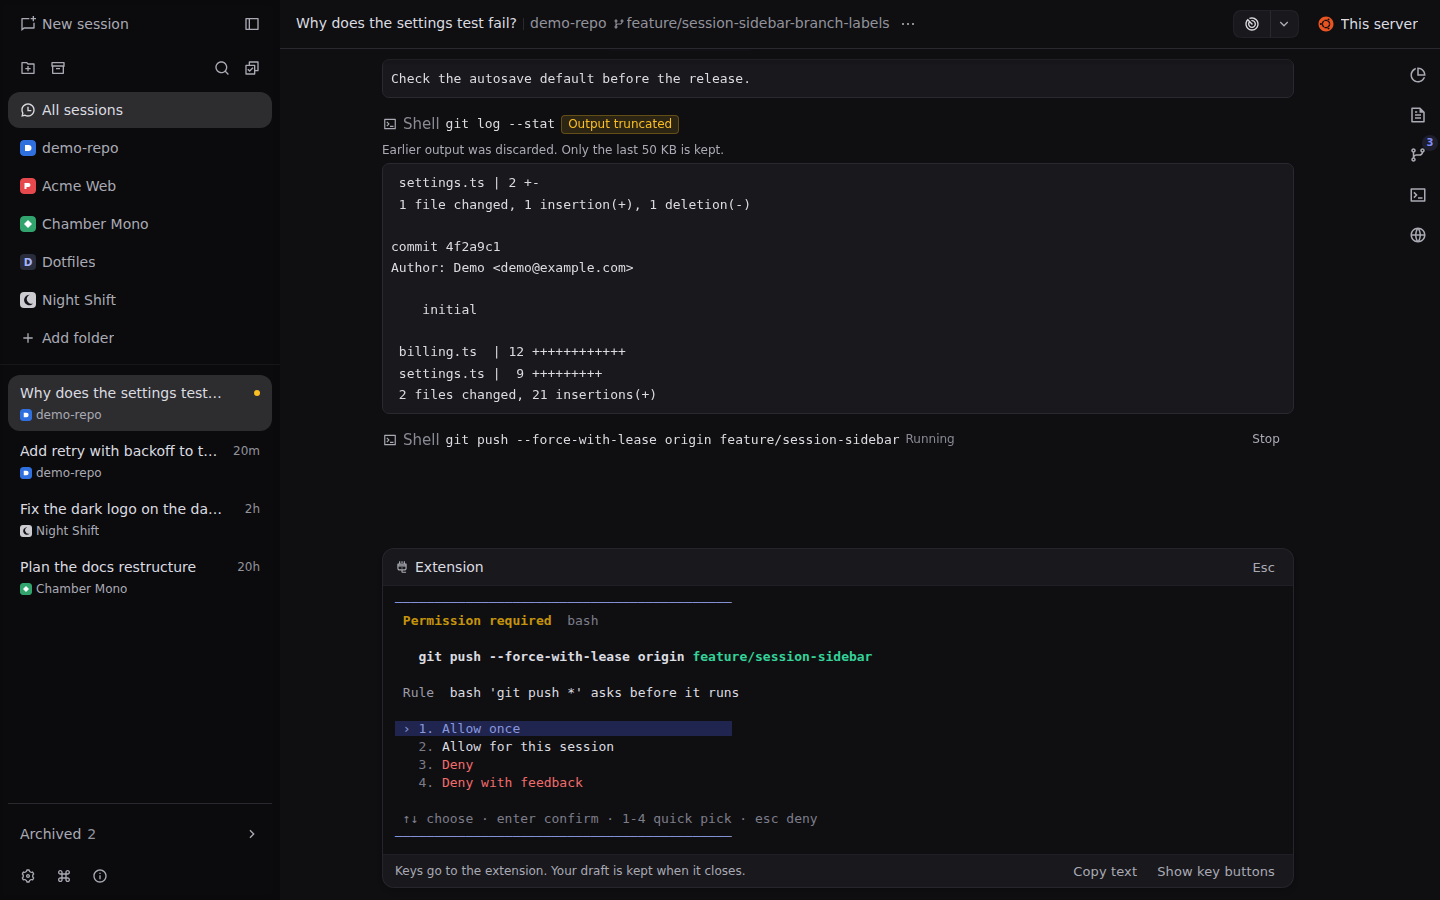 New session
All sessions
demo-repo
Acme Web
Chamber Mono
D Dotfiles
Night Shift
Add folder
Why does the settings test…
demo-repo
Add retry with backoff to t… 20m
demo-repo
Fix the dark logo on the da… 2h
Night Shift
Plan the docs restructure 20h
Chamber Mono
Archived 2
Why does the settings test fail? demo-repo feature/session-sidebar-branch-labels …
This server
3
Check the autosave default before the release.
Shell git log --stat Output truncated
Earlier output was discarded. Only the last 50 KB is kept.
settings.ts | 2 +-
1 file changed, 1 insertion(+), 1 deletion(-)
commit 4f2a9c1
Author: Demo <demo@example.com>
initial
billing.ts | 12 ++++++++++++
settings.ts | 9 +++++++++
2 files changed, 21 insertions(+)
Shell git push --force-with-lease origin feature/session-sidebar Running Stop
Extension Esc
Permission required bash
git push --force-with-lease origin feature/session-sidebar
Rule bash 'git push *' asks before it runs
› 1. Allow once
2. Allow for this session
3. Deny
4. Deny with feedback
↑↓ choose · enter confirm · 1-4 quick pick · esc deny
Keys go to the extension. Your draft is kept when it closes. Copy text Show key buttons